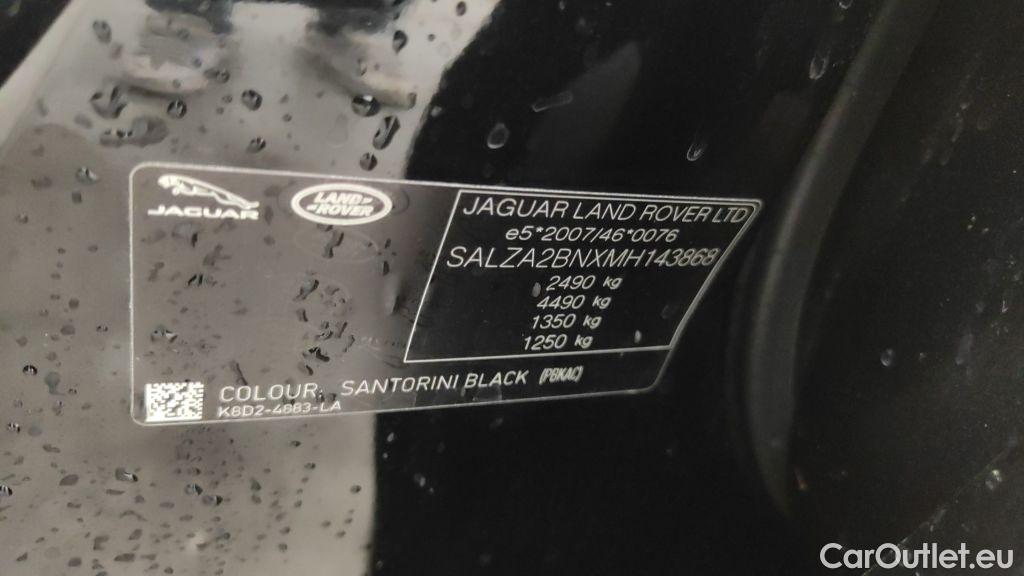 JAGUAR
LAND-
-ROVER
JAGUAR LAND ROVER LTD
e5*2007/46*0076
SALZA2BNXMH143868
2490 kg
4490 kg
1350 kg
1250 kg
COLOUR: SANTORINI BLACK (PBKAC)
K8D2-4883-LA
CarOutlet.eu